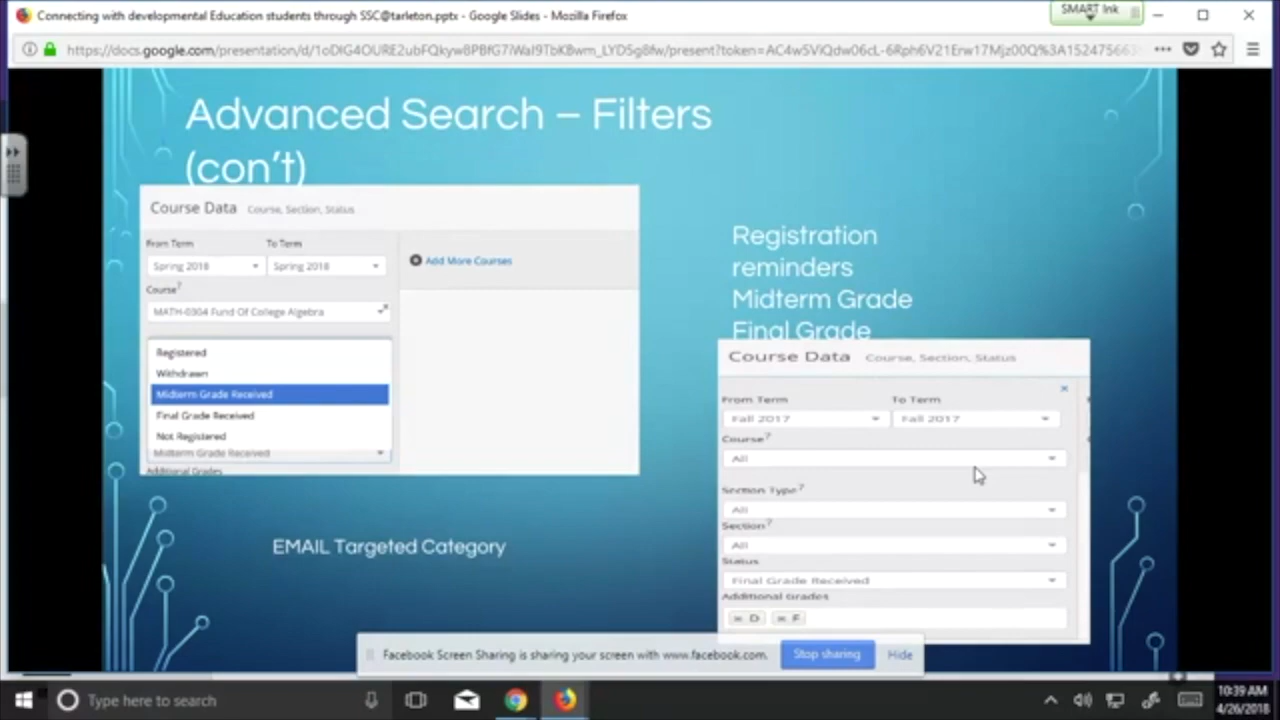 Connecting with developmental Education students through SSC@tarleton.pptx - Google Slides - Mozilla Firefox
SMART Ink
Advanced Search – Filters
(con't)
Course Data Course, Section, Status
From Term To Term
Spring 2018 Spring 2018
Add More Courses
Course?
MATH-0304 Fund Of College Algebra
Registered
Withdrawn
Midterm Grade Received
Final Grade Received
Not Registered
Midterm Grade Received
Additional Grades
EMAIL Targeted Category
Registration
reminders
Midterm Grade
Final Grade
Course Data Course, Section, Status
From Term To Term
Fall 2017 Fall 2017
Course?
All
Section Type?
All
Section?
All
Status
Final Grade Received
Additional Grades
× D × F
Facebook Screen Sharing is sharing your screen with www.facebook.com. Stop sharing Hide
Type here to search
10:39 AM
4/26/2018